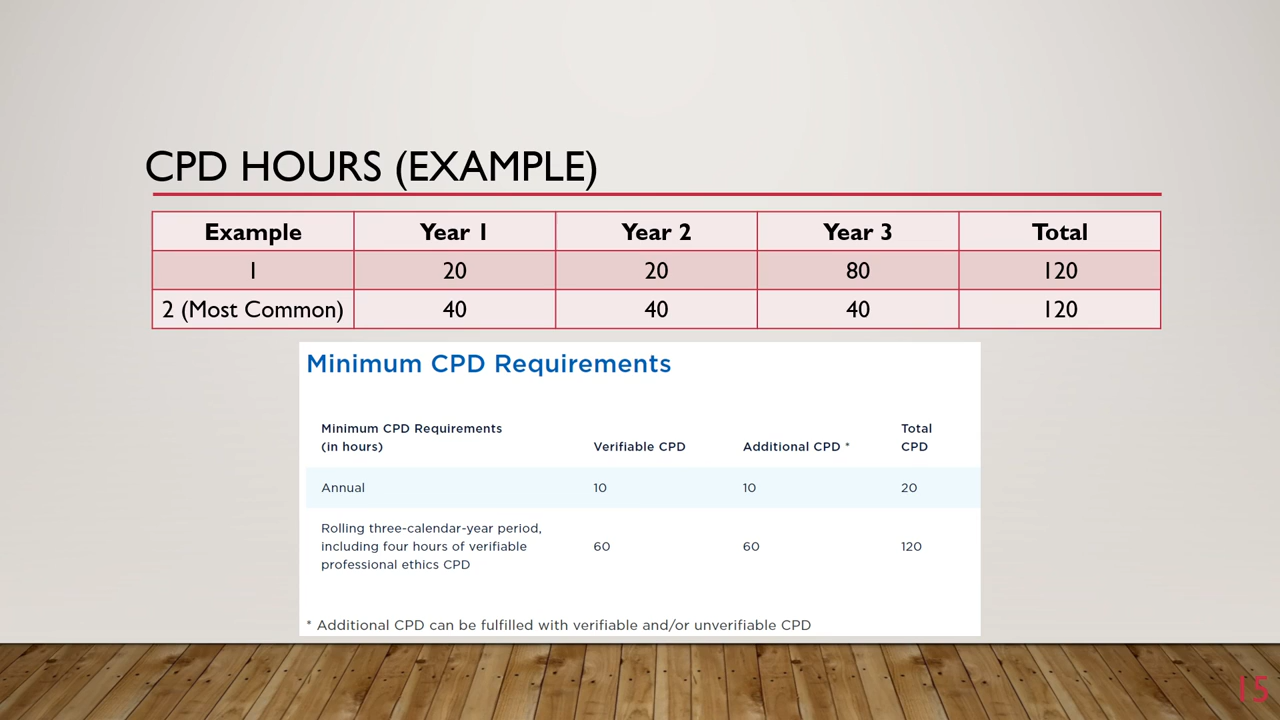 CPD HOURS (EXAMPLE)
Example Year 1 Year 2 Year 3 Total
1 20 20 80 120
2 (Most Common) 40 40 40 120
Minimum CPD Requirements
Minimum CPD Requirements
(in hours) Verifiable CPD Additional CPD * Total
CPD
Annual 10 10 20
Rolling three-calendar-year period,
including four hours of verifiable 60 60 120
professional ethics CPD
* Additional CPD can be fulfilled with verifiable and/or unverifiable CPD
15